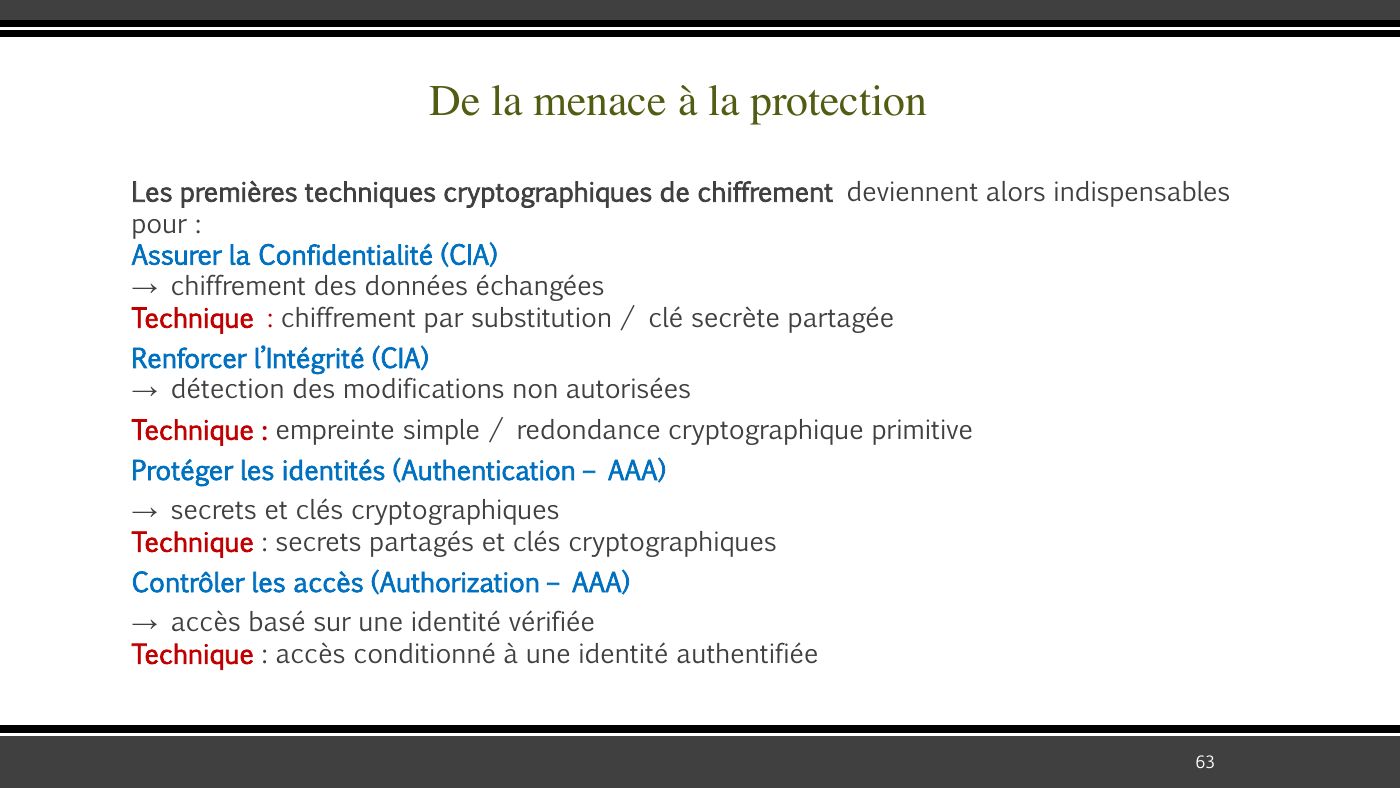 De la menace à la protection
Les premières techniques cryptographiques de chiffrement deviennent alors indispensables
pour :
Assurer la Confidentialité (CIA)
→ chiffrement des données échangées
Technique : chiffrement par substitution / clé secrète partagée
Renforcer l’Intégrité (CIA)
→ détection des modifications non autorisées
Technique : empreinte simple / redondance cryptographique primitive
Protéger les identités (Authentication – AAA)
→ secrets et clés cryptographiques
Technique : secrets partagés et clés cryptographiques
Contrôler les accès (Authorization – AAA)
→ accès basé sur une identité vérifiée
Technique : accès conditionné à une identité authentifiée
63